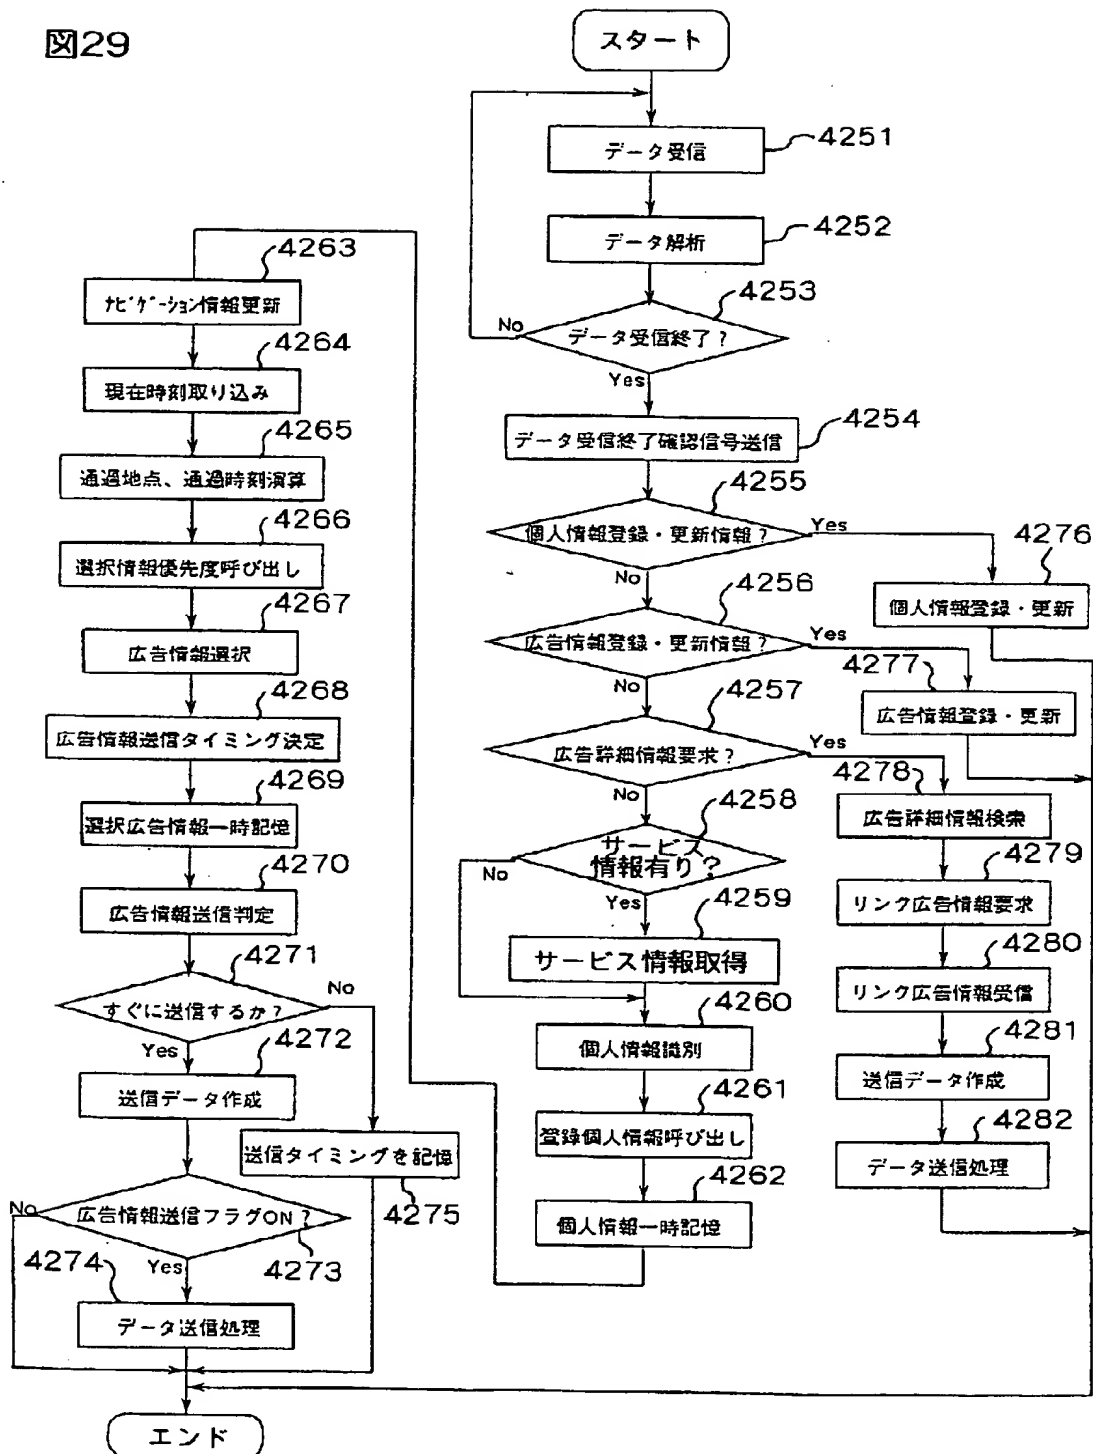 図29
スタート
4251
データ受信
4252
データ解析
4253
データ受信終了?
No
Yes
4254
データ受信終了確認信号送信
4255
個人情報登録・更新情報?
Yes
No
4276
個人情報登録・更新
4256
広告情報登録・更新情報?
Yes
No
4277
広告情報登録・更新
4257
広告詳細情報要求?
Yes
No
4278
広告詳細情報検索
4279
リンク広告情報要求
4280
リンク広告情報受信
4281
送信データ作成
4282
データ送信処理
4258
サービス
情報有り?
No
Yes
4259
サービス情報取得
4260
個人情報識別
4261
登録個人情報呼び出し
4262
個人情報一時記憶
4263
ナビゲーション情報更新
4264
現在時刻取り込み
4265
通過地点、通過時刻演算
4266
選択情報優先度呼び出し
4267
広告情報選択
4268
広告情報送信タイミング決定
4269
選択広告情報一時記憶
4270
広告情報送信判定
4271
すぐに送信するか?
No
Yes
4272
送信データ作成
送信タイミングを記憶
4275
広告情報送信フラグON?
No
Yes
4273
4274
データ送信処理
エンド